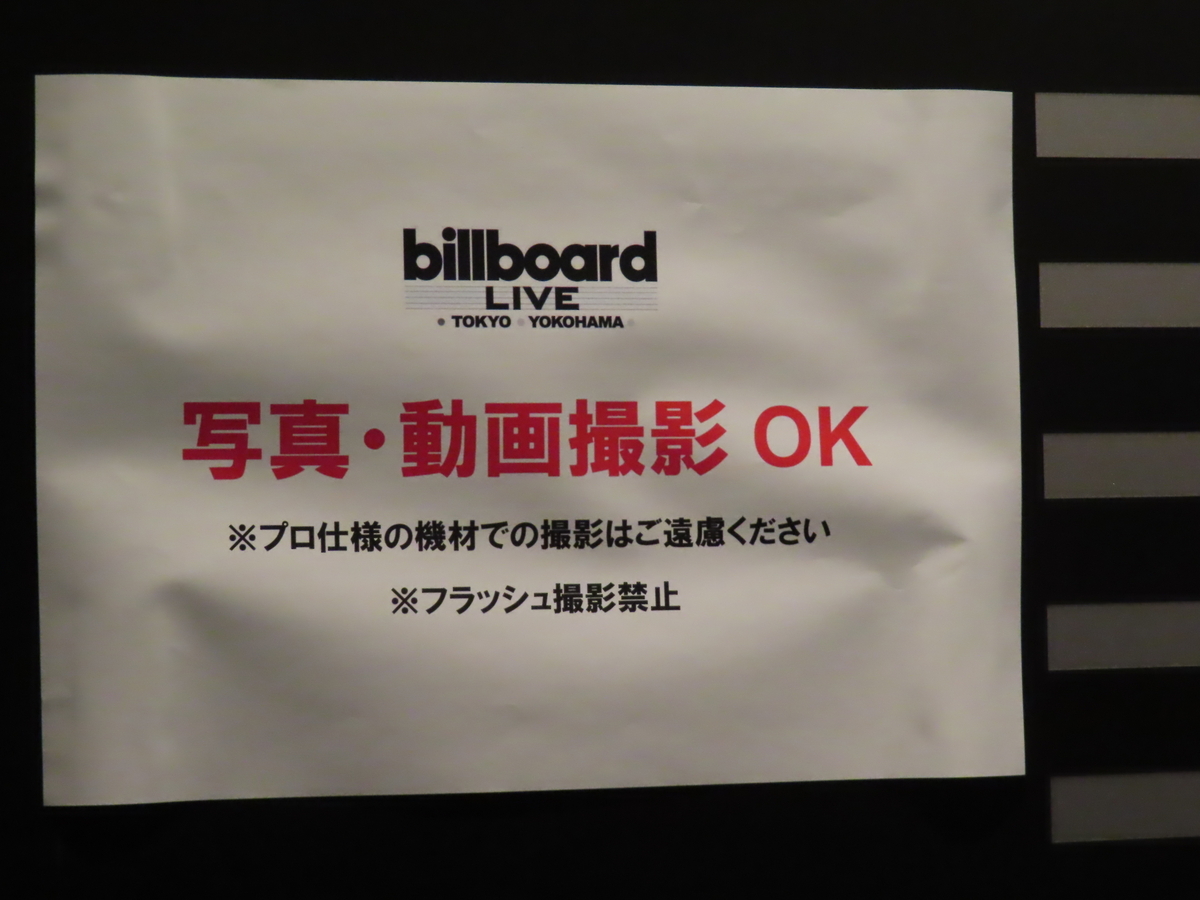 billboard
LIVE
TOKYO YOKOHAMA
写真・動画撮影 OK
※プロ仕様の機材での撮影はご遠慮ください
※フラッシュ撮影禁止